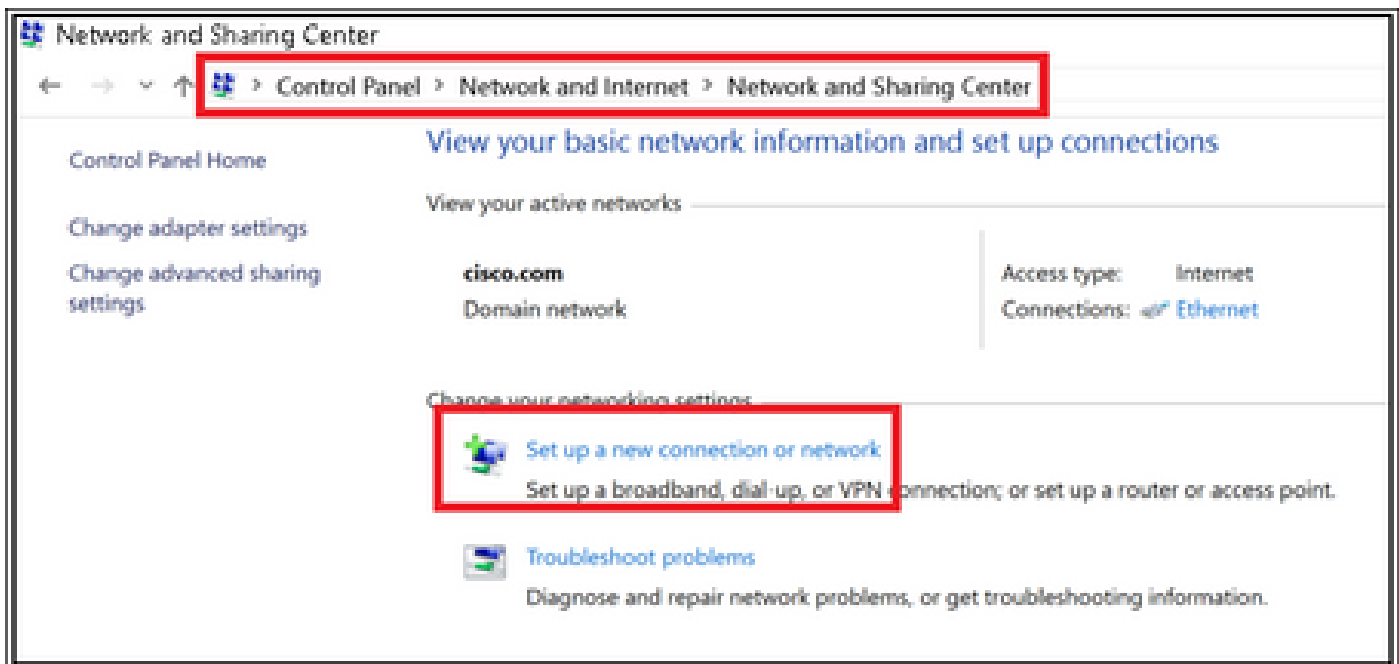 Network and Sharing Center
Control Panel > Network and Internet > Network and Sharing Center
Control Panel Home
Change adapter settings
Change advanced sharing
settings
View your basic network information and set up connections
View your active networks
cisco.com
Domain network
Access type: Internet
Connections: Ethernet
Change your networking settings
Set up a new connection or network
Set up a broadband, dial-up, or VPN connection; or set up a router or access point.
Troubleshoot problems
Diagnose and repair network problems, or get troubleshooting information.